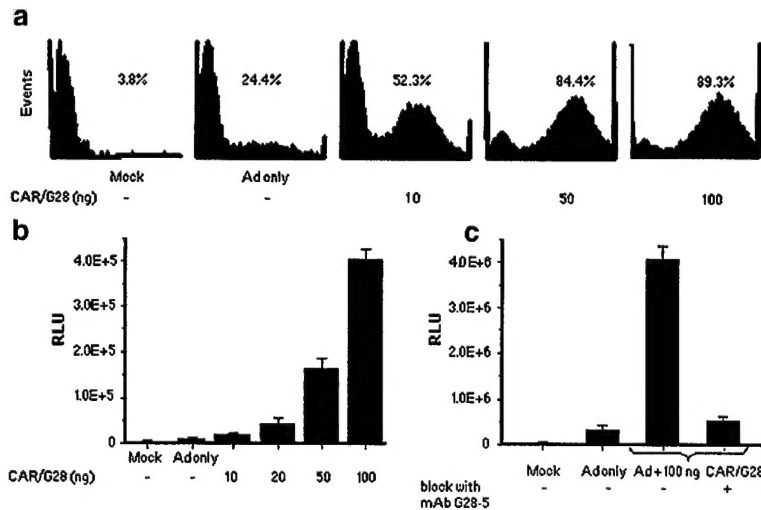 a
Events
3.8%
24.4%
52.3%
84.4%
89.3%
Mock
Ad only
CAR/G28 (ng)
-
-
10
50
100
b
RLU
4.0E+5
3.0E+5
2.0E+5
1.0E+5
0
Mock
Ad only
CAR/G28 (ng)
-
-
10
20
50
100
c
RLU
4.0E+6
3.0E+6
2.0E+6
1.0E+6
0
Mock
Ad only
Ad+100 ng CAR/G28
block with
mAb G28-5
-
-
-
+